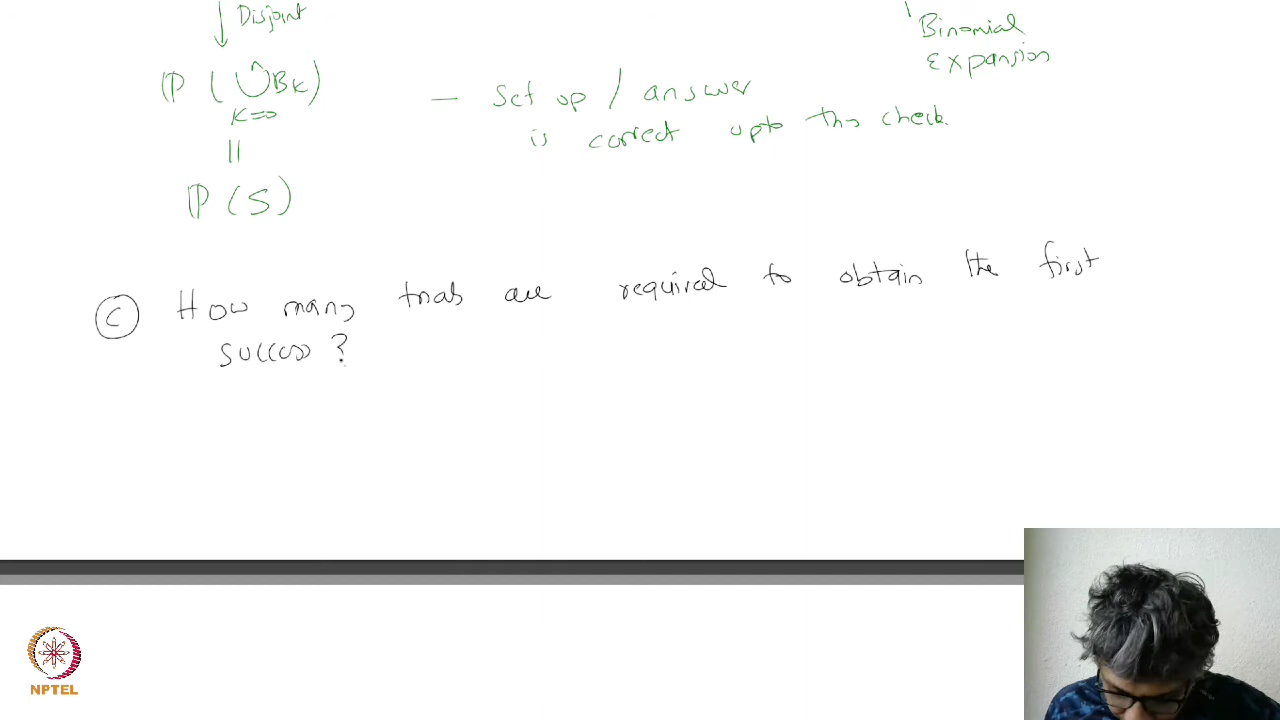 ↓ Disjoint
Binomial
Expansion
ℙ ( ⋃ⁿ Bk )
K=0
— Set up / answer
is correct upto this check.
||
ℙ (S)
(C) How many trials are required to obtain the first
success ?
NPTEL